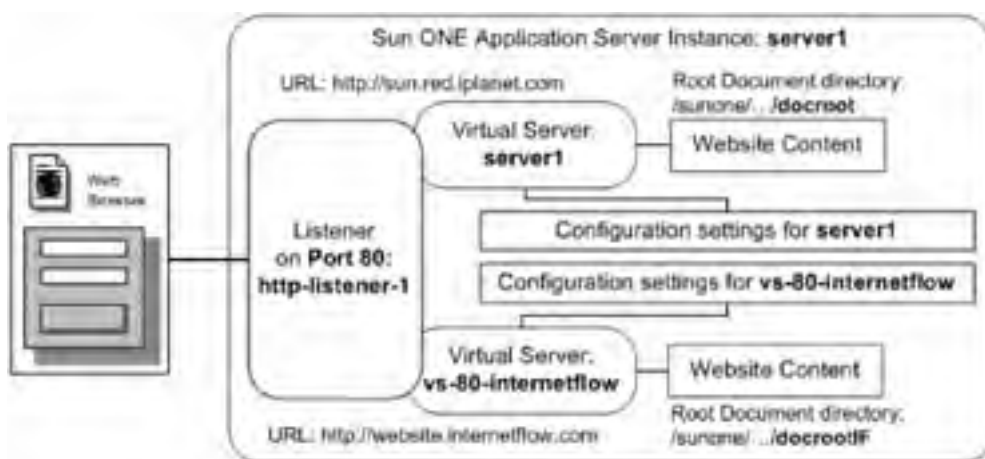 Sun ONE Application Server Instance: server1
URL: http://sun.red.iplanet.com
Root Document directory:
/sunone/.../docroot
Virtual Server:
server1
Website Content
Web
Browser
Listener
on Port 80:
http-listener-1
Configuration settings for server1
Configuration settings for vs-80-internetflow
Virtual Server:
vs-80-internetflow
Website Content
URL: http://website.internetflow.com
Root Document directory:
/sunone/.../docrootIF